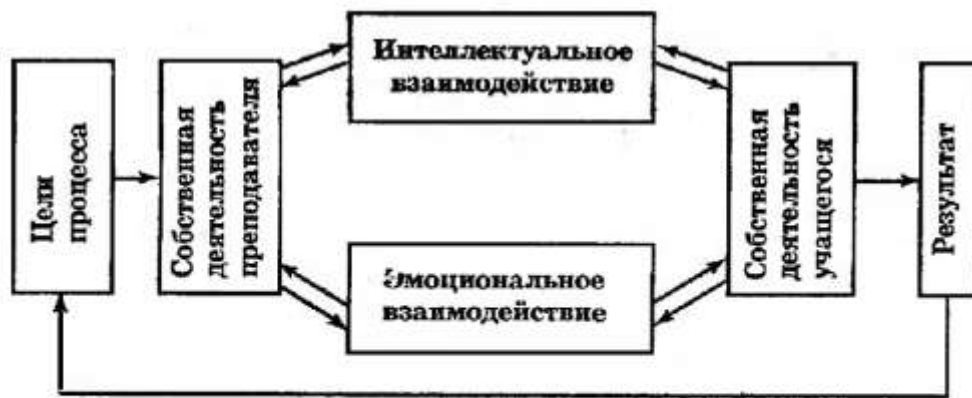 Цели
процесса
Собственная
деятельность
преподавателя
Интеллектуальное
взаимодействие
Эмоциональное
взаимодействие
Собственная
деятельность
учащегося
Результат